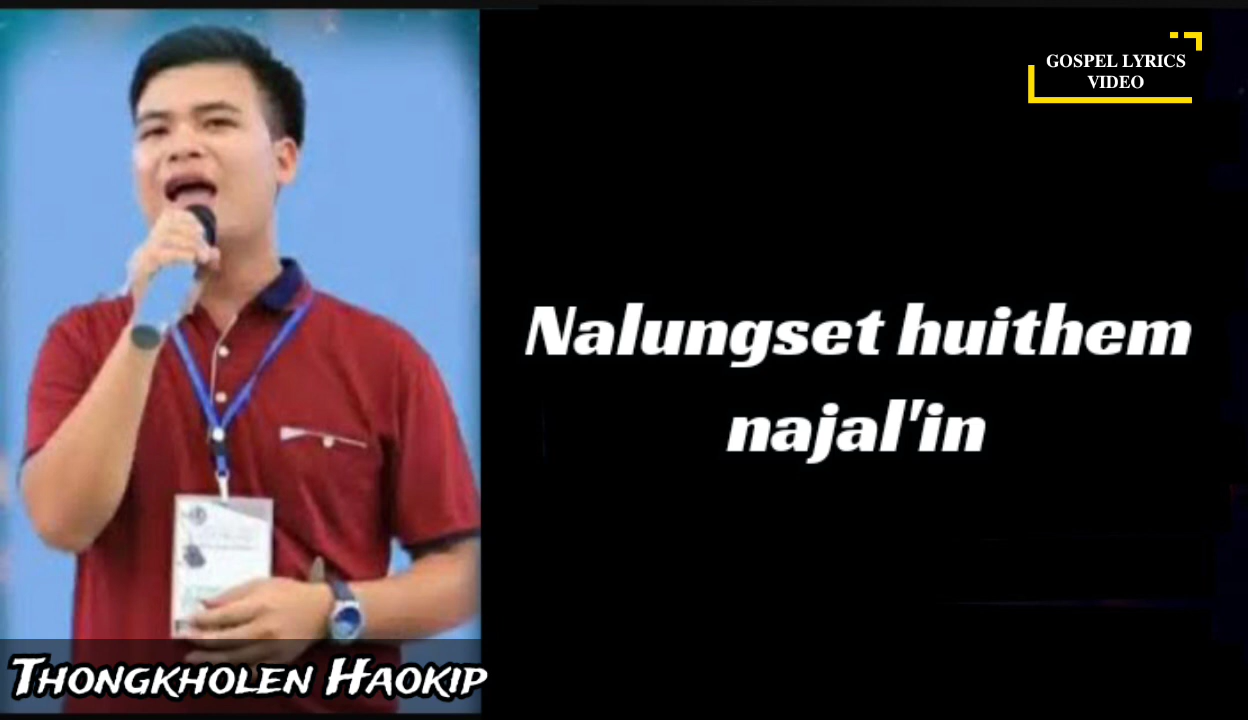 GOSPEL LYRICS
VIDEO
Nalungset huithem
najal'in
THONGKHOLEN HAOKIP